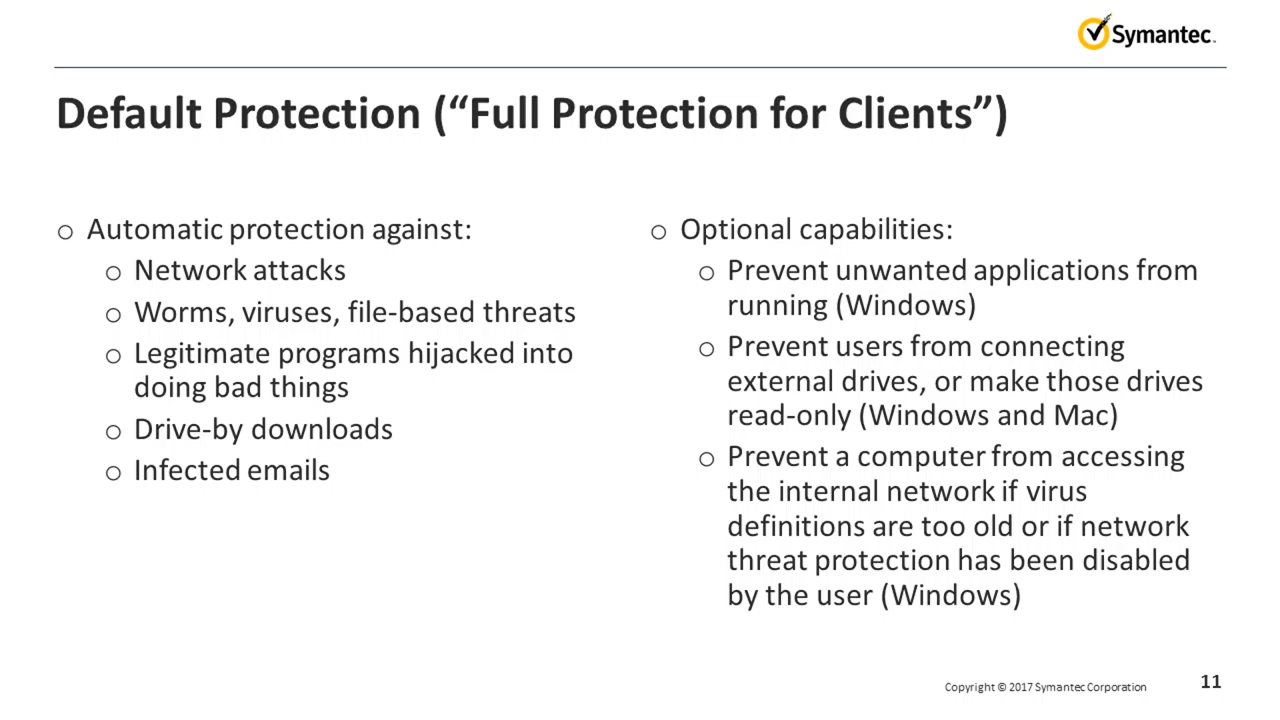 Symantec.
Default Protection (“Full Protection for Clients”)
o Automatic protection against:
o Network attacks
o Worms, viruses, file-based threats
o Legitimate programs hijacked into
doing bad things
o Drive-by downloads
o Infected emails
o Optional capabilities:
o Prevent unwanted applications from
running (Windows)
o Prevent users from connecting
external drives, or make those drives
read-only (Windows and Mac)
o Prevent a computer from accessing
the internal network if virus
definitions are too old or if network
threat protection has been disabled
by the user (Windows)
Copyright © 2017 Symantec Corporation
11